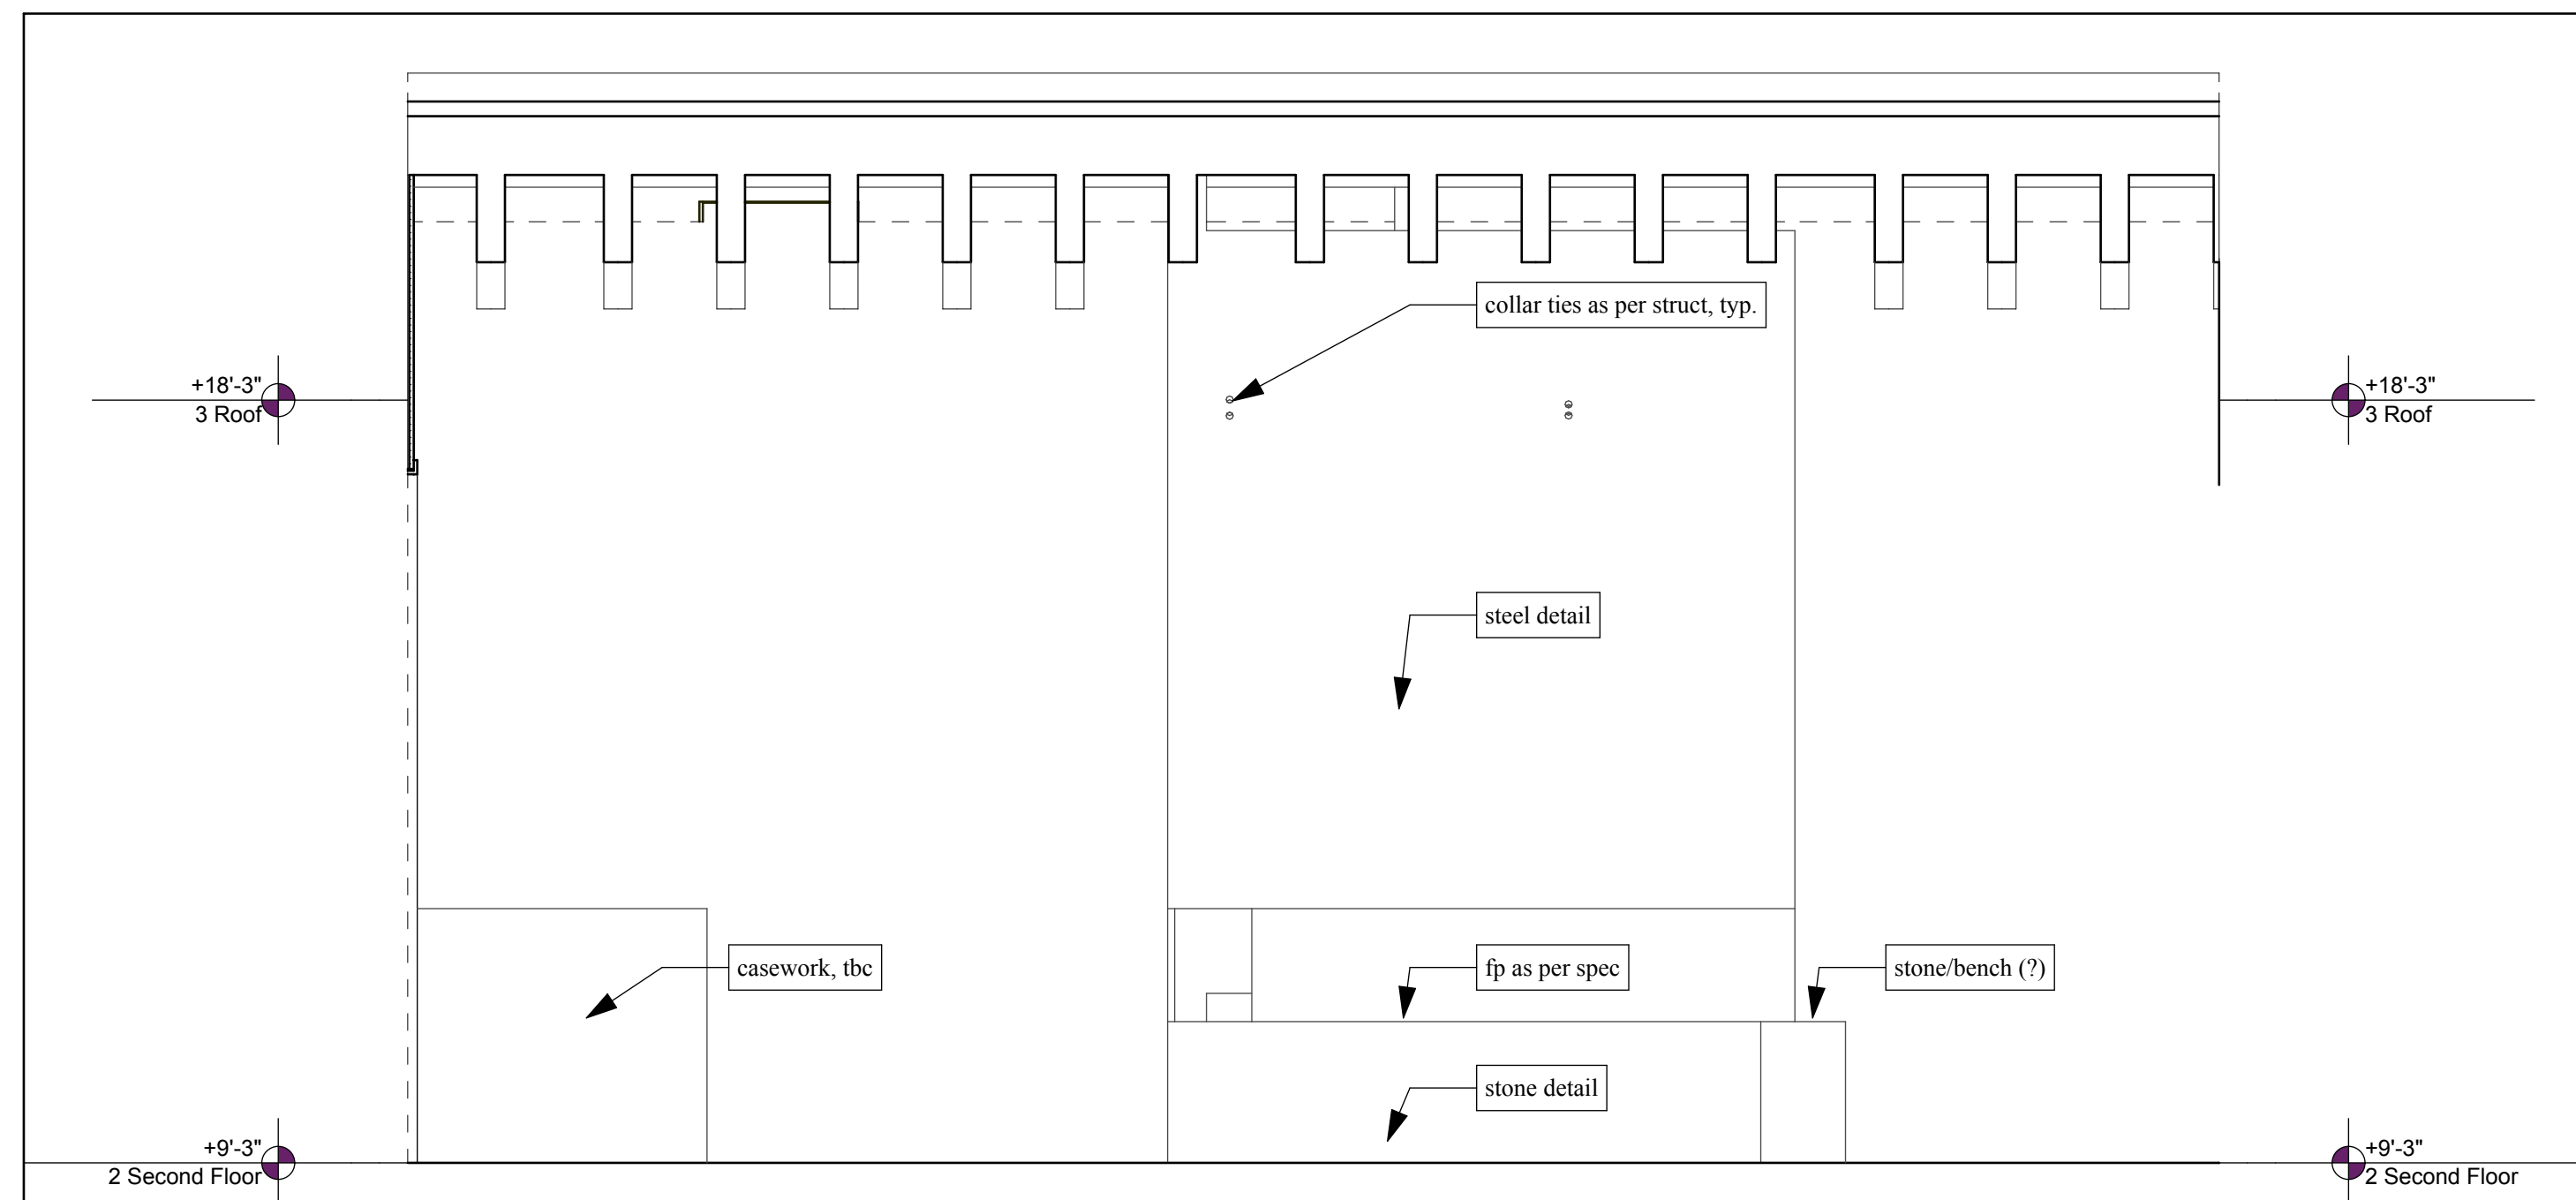 collar ties as per struct, typ.
+18'-3"
3 Roof
+18'-3"
3 Roof
steel detail
casework, tbc
fp as per spec
stone/bench (?)
stone detail
+9'-3"
2 Second Floor
+9'-3"
2 Second Floor